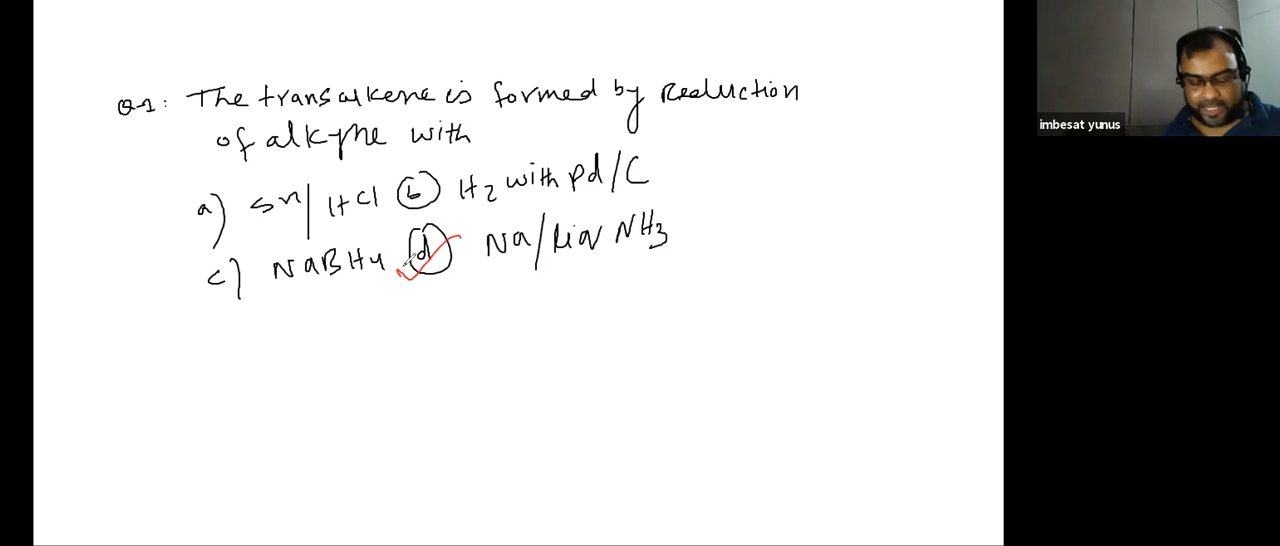 Q-1: The trans alkene is formed by Reduction
of alkyne with
a) Sn/HCl (b) H2 with Pd/C
c) NaBH4 (d) Na/Liq NH3
imbesat yunus